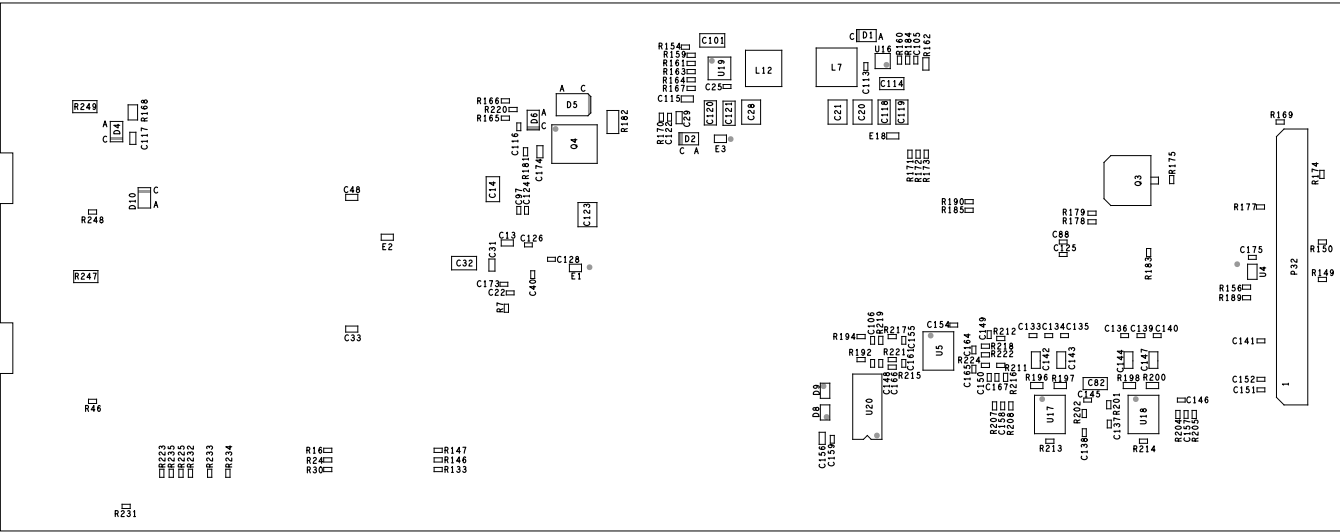 C D1 A
R154 C101 U16 R160 R184 C105 R162
R159
R161 U19 L12 L7
R163 C113
R164 C25 C114
R167
A C
C115
R166 D5
R249 R168 R220 A C120 C121 C28 C21 C20 C118 C119
R165 D6 R182 C29
A R169
D4 C R170 C122
C C117 C116 Q4 D2 E3 E18
C A
R181 C174 R171 R172 R173
R175 R174
C14 Q3
C48
D10 C
A C97 C124 R190
R248 C123 R185 R179 R177
R178
E2 C13 C126 C88 R150
C31 C125 C175
C32 C128 R183 U4 P32
R247 E1 R149
C173 C40 R156
C22 R189
R7
C33 C106 R219 C155 C154 C149 R212 C133 C134 C135 C136 C139 C140
R194 R217 C141
U5 C164 R218
R192 R221 C161 R222 C142 C143 C144 C147
R224 R211
C148 C166 R215 C165 C150 C167 R216 R196 R197 C82 R198 R200 C152
1
D9 C145 C151
R46 U20 R201 C146
D8 R207 C158 R208 U17 R202 U18 R204 C157 R205
C137
C156 C159 C138
R213 R214
R223 R235 R225 R232 R233 R234 R16 R147
R24 R146
R30 R133
R231